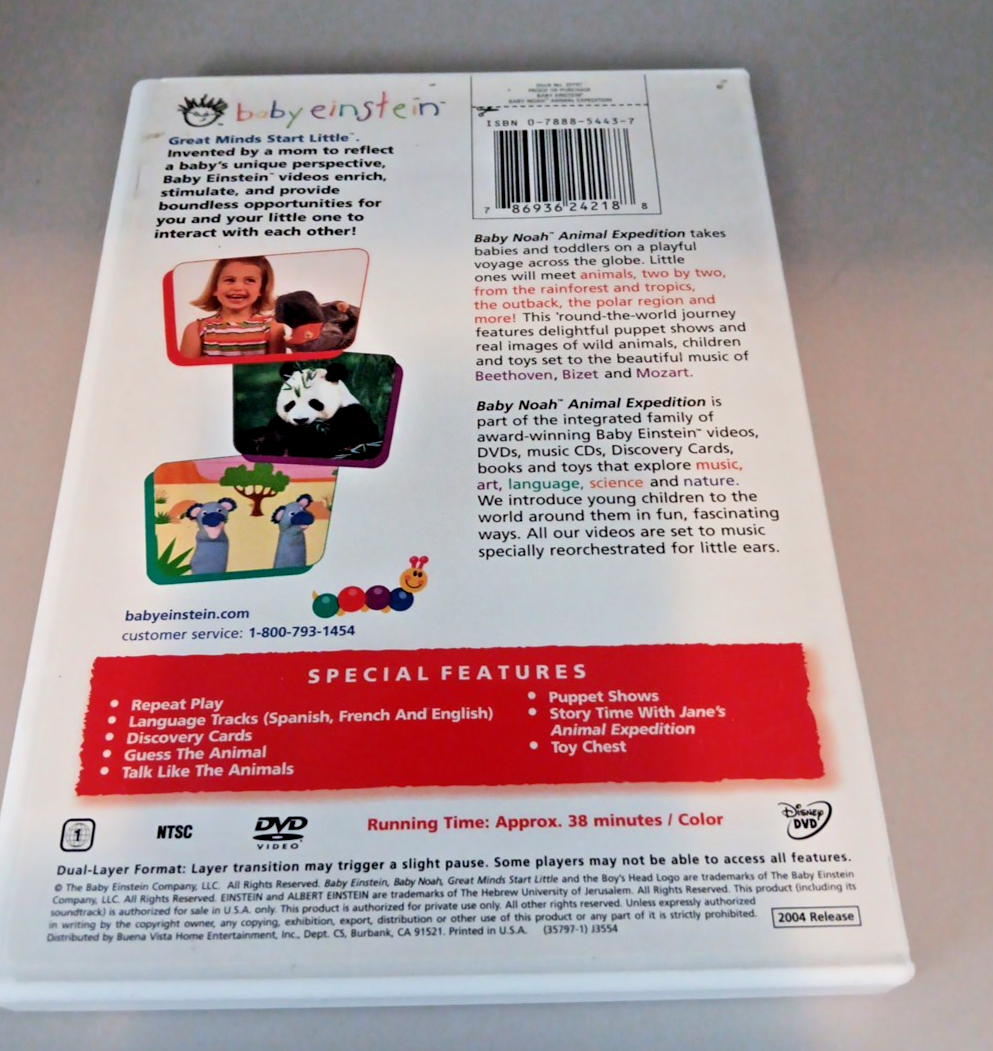 baby einstein™
Great Minds Start Little™.
Invented by a mom to reflect
a baby's unique perspective,
Baby Einstein™ videos enrich,
stimulate, and provide
boundless opportunities for
you and your little one to
interact with each other!
PROOF OF PURCHASE
BABY EINSTEIN™
BABY NOAH™ ANIMAL EXPEDITION
ISBN 0-7888-5443-7
7 86936 24218 8
Baby Noah™ Animal Expedition takes
babies and toddlers on a playful
voyage across the globe. Little
ones will meet animals, two by two,
from the rainforest and tropics,
the outback, the polar region and
more! This 'round-the-world journey
features delightful puppet shows and
real images of wild animals, children
and toys set to the beautiful music of
Beethoven, Bizet and Mozart.
Baby Noah™ Animal Expedition is
part of the integrated family of
award-winning Baby Einstein™ videos,
DVDs, music CDs, Discovery Cards,
books and toys that explore music,
art, language, science and nature.
We introduce young children to the
world around them in fun, fascinating
ways. All our videos are set to music
specially reorchestrated for little ears.
babyeinstein.com
customer service: 1-800-793-1454
SPECIAL FEATURES
• Repeat Play
• Language Tracks (Spanish, French And English)
• Discovery Cards
• Guess The Animal
• Talk Like The Animals
• Puppet Shows
• Story Time With Jane's
Animal Expedition
• Toy Chest
1
NTSC
DVD
VIDEO
Running Time: Approx. 38 minutes / Color
DISNEY
DVD
Dual-Layer Format: Layer transition may trigger a slight pause. Some players may not be able to access all features.
© The Baby Einstein Company, LLC. All Rights Reserved. Baby Einstein, Baby Noah, Great Minds Start Little and the Boy's Head Logo are trademarks of The Baby Einstein
Company, LLC. All Rights Reserved. EINSTEIN and ALBERT EINSTEIN are trademarks of The Hebrew University of Jerusalem. All Rights Reserved. This product (including its
soundtrack) is authorized for sale in U.S.A. only. This product is authorized for private use only. All other rights reserved. Unless expressly authorized
in writing by the copyright owner, any copying, exhibition, export, distribution or other use of this product or any part of it is strictly prohibited.
Distributed by Buena Vista Home Entertainment, Inc., Dept. CS, Burbank, CA 91521. Printed in U.S.A. (35797-1) J3554
2004 Release